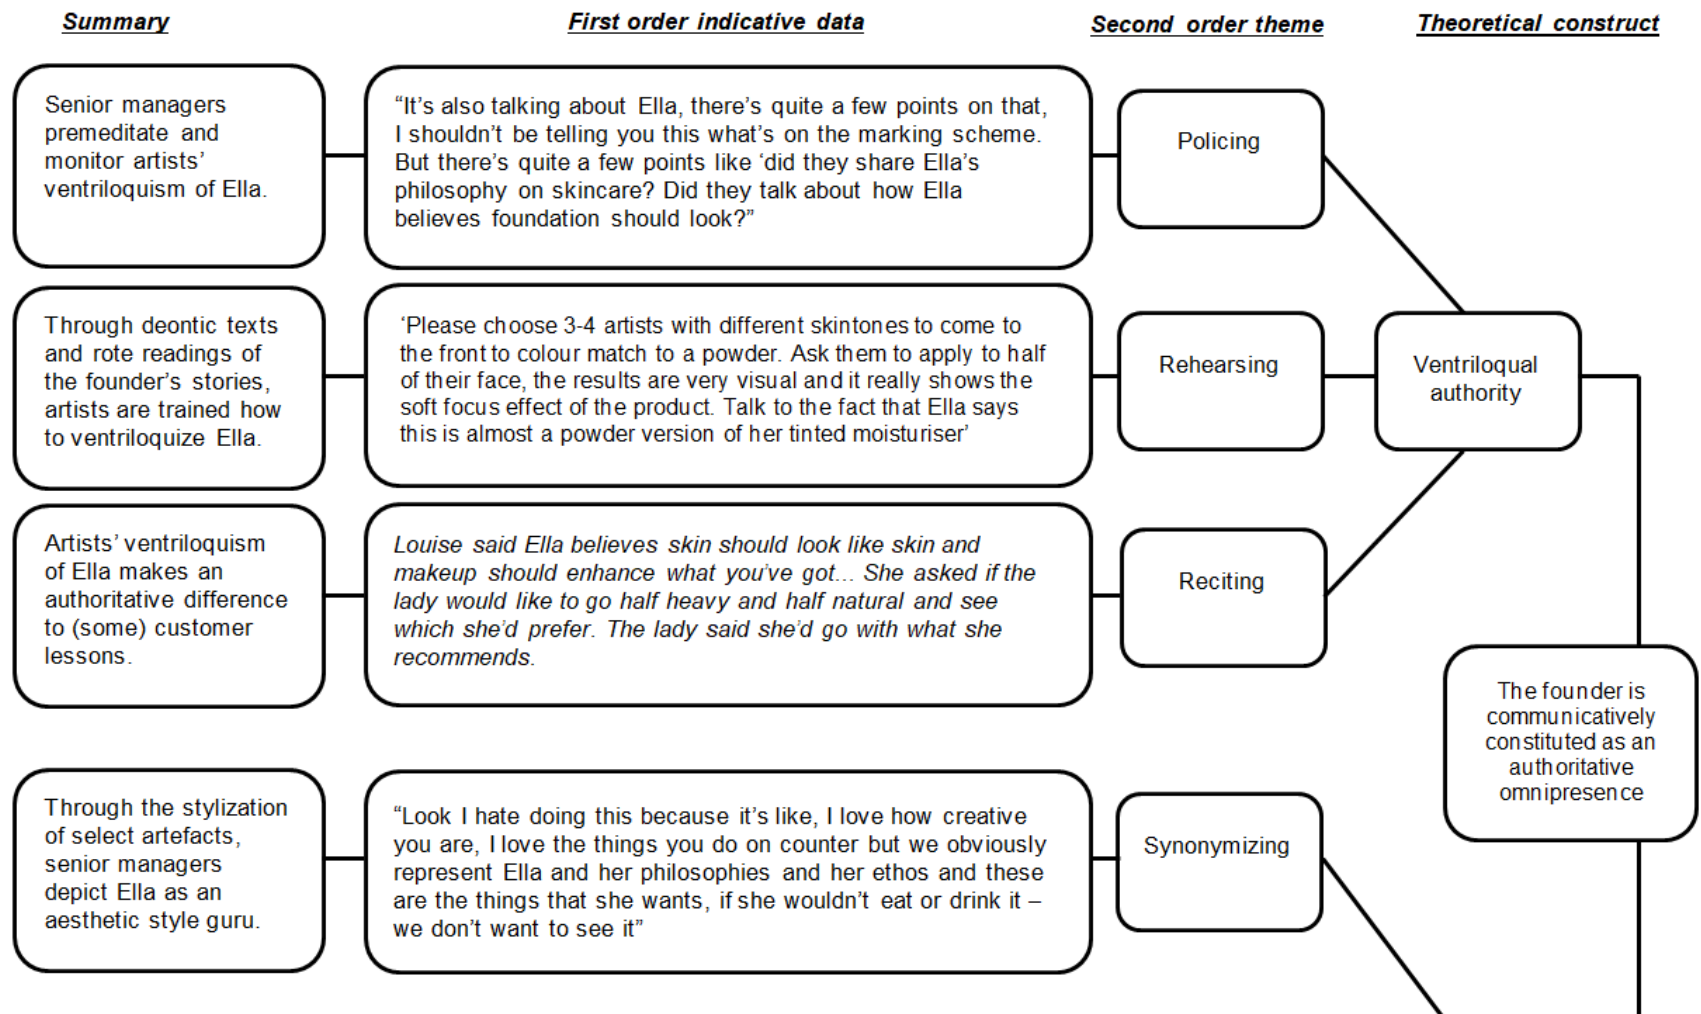 Summary
First order indicative data
Second order theme
Theoretical construct
Senior managers
premeditate and
monitor artists’
ventriloquism of Ella.
“It’s also talking about Ella, there’s quite a few points on that,
I shouldn’t be telling you this what’s on the marking scheme.
But there’s quite a few points like ‘did they share Ella’s
philosophy on skincare? Did they talk about how Ella
believes foundation should look?”
Policing
Through deontic texts
and rote readings of
the founder’s stories,
artists are trained how
to ventriloquize Ella.
‘Please choose 3-4 artists with different skintones to come to
the front to colour match to a powder. Ask them to apply to half
of their face, the results are very visual and it really shows the
soft focus effect of the product. Talk to the fact that Ella says
this is almost a powder version of her tinted moisturiser’
Rehearsing
Ventriloqual
authority
Artists’ ventriloquism
of Ella makes an
authoritative difference
to (some) customer
lessons.
Louise said Ella believes skin should look like skin and
makeup should enhance what you’ve got... She asked if the
lady would like to go half heavy and half natural and see
which she’d prefer. The lady said she’d go with what she
recommends.
Reciting
The founder is
communicatively
constituted as an
authoritative
omnipresence
Through the stylization
of select artefacts,
senior managers
depict Ella as an
aesthetic style guru.
“Look I hate doing this because it’s like, I love how creative
you are, I love the things you do on counter but we obviously
represent Ella and her philosophies and her ethos and these
are the things that she wants, if she wouldn’t eat or drink it –
we don’t want to see it”
Synonymizing